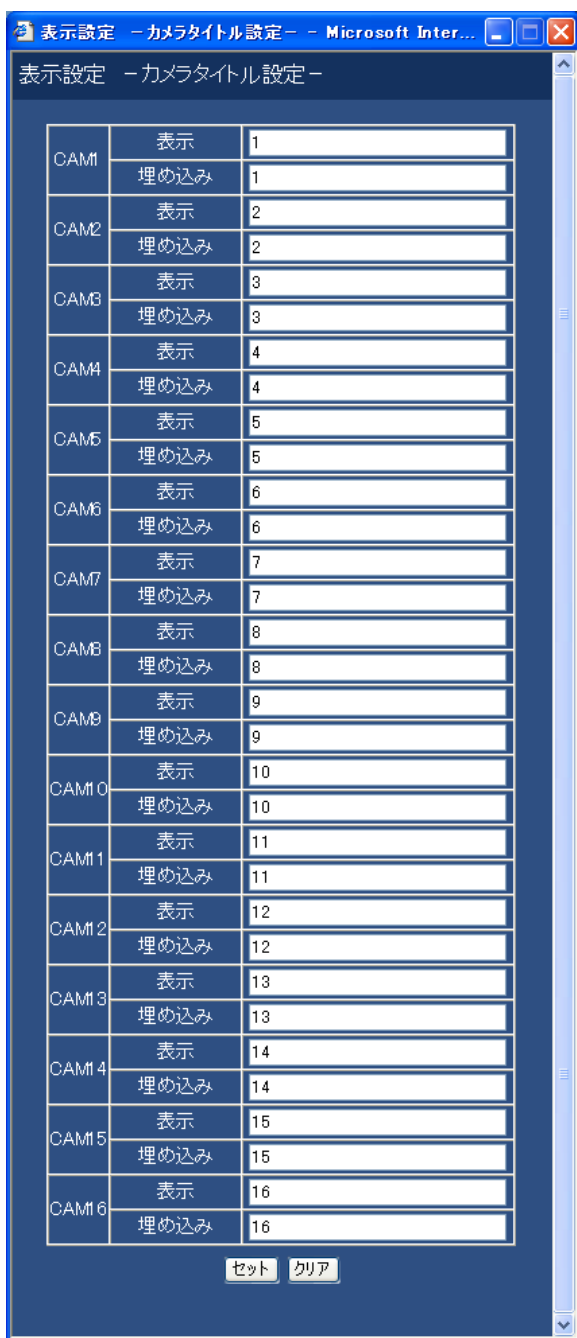 表示設定 －カメラタイトル設定－ - Microsoft Inter...
表示設定 －カメラタイトル設定－
CAM1 表示 1
埋め込み 1
CAM2 表示 2
埋め込み 2
CAM3 表示 3
埋め込み 3
CAM4 表示 4
埋め込み 4
CAM5 表示 5
埋め込み 5
CAM6 表示 6
埋め込み 6
CAM7 表示 7
埋め込み 7
CAM8 表示 8
埋め込み 8
CAM9 表示 9
埋め込み 9
CAM10 表示 10
埋め込み 10
CAM11 表示 11
埋め込み 11
CAM12 表示 12
埋め込み 12
CAM13 表示 13
埋め込み 13
CAM14 表示 14
埋め込み 14
CAM15 表示 15
埋め込み 15
CAM16 表示 16
埋め込み 16
セット クリア